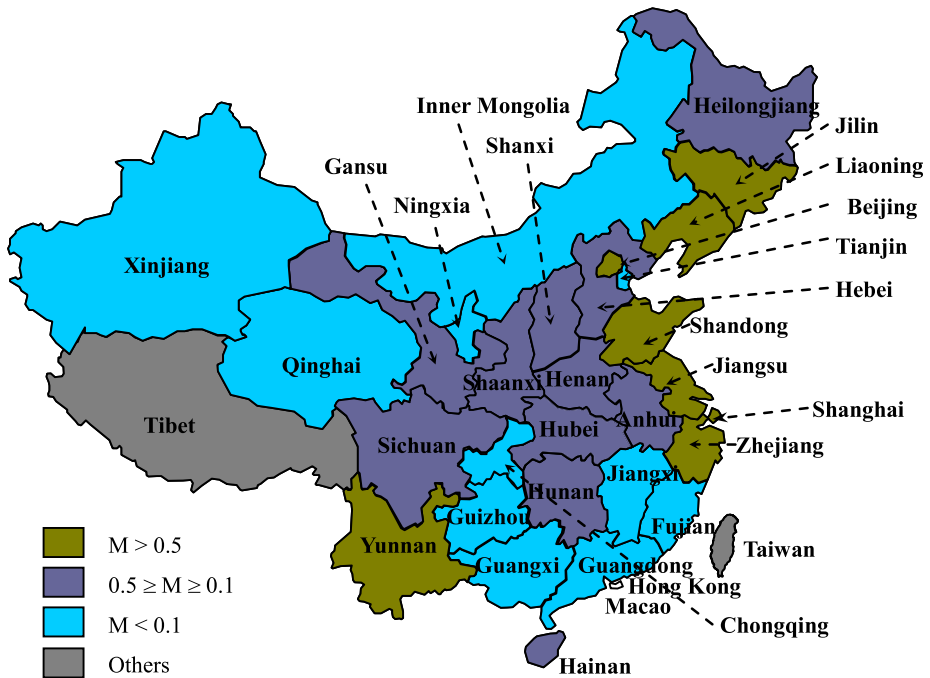 Inner Mongolia
Heilongjiang
Jilin
Shanxi
Gansu
Liaoning
Ningxia
Beijing
Tianjin
Xinjiang
Hebei
Shandong
Qinghai
Jiangsu
Shaanxi
Henan
Shanghai
Tibet
Anhui
Hubei
Sichuan
Zhejiang
Jiangxi
Hunan
Guizhou
Fujian
Yunnan
Taiwan
Guangxi
Guangdong
Hong Kong
Macao
Chongqing
Hainan
M > 0.5
0.5 ≥ M ≥ 0.1
M < 0.1
Others